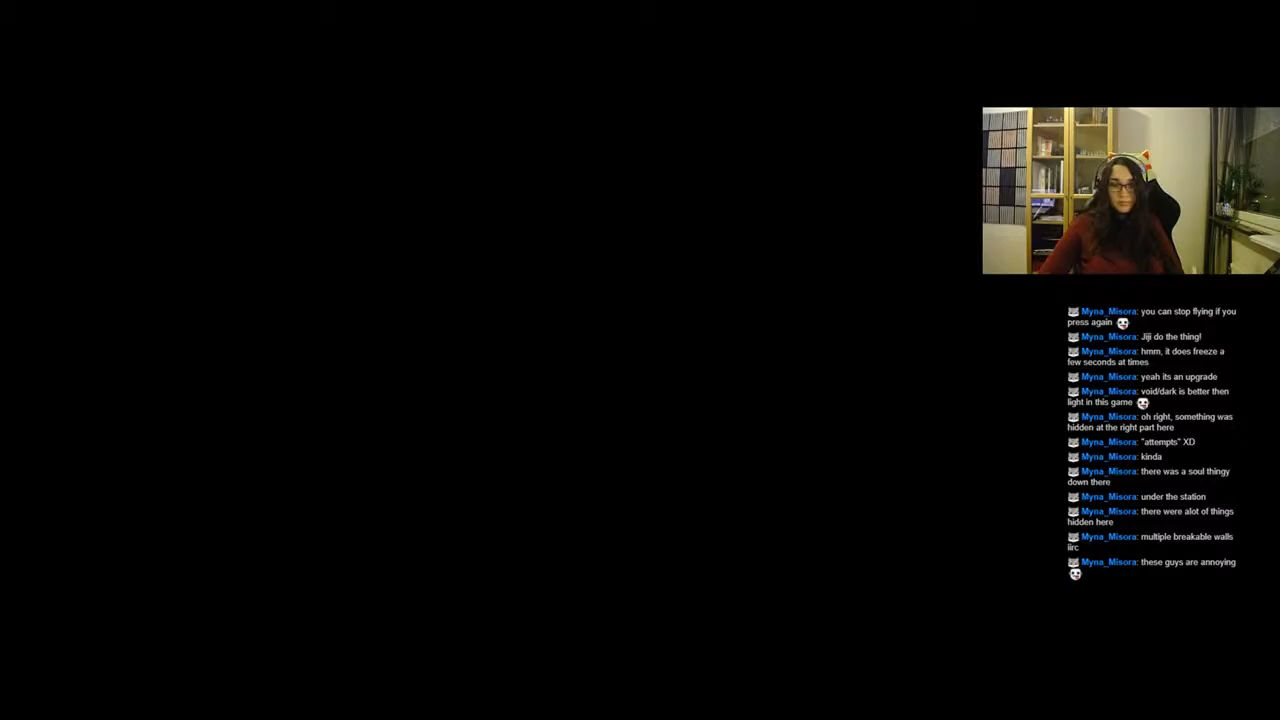 Myna_Misora: you can stop flying if you
press again
Myna_Misora: Jiji do the thing!
Myna_Misora: hmm, it does freeze a
few seconds at times
Myna_Misora: yeah its an upgrade
Myna_Misora: void/dark is better then
light in this game
Myna_Misora: oh right, something was
hidden at the right part here
Myna_Misora: "attempts" XD
Myna_Misora: kinda
Myna_Misora: there was a soul thingy
down there
Myna_Misora: under the station
Myna_Misora: there were alot of things
hidden here
Myna_Misora: multiple breakable walls
iirc
Myna_Misora: these guys are annoying